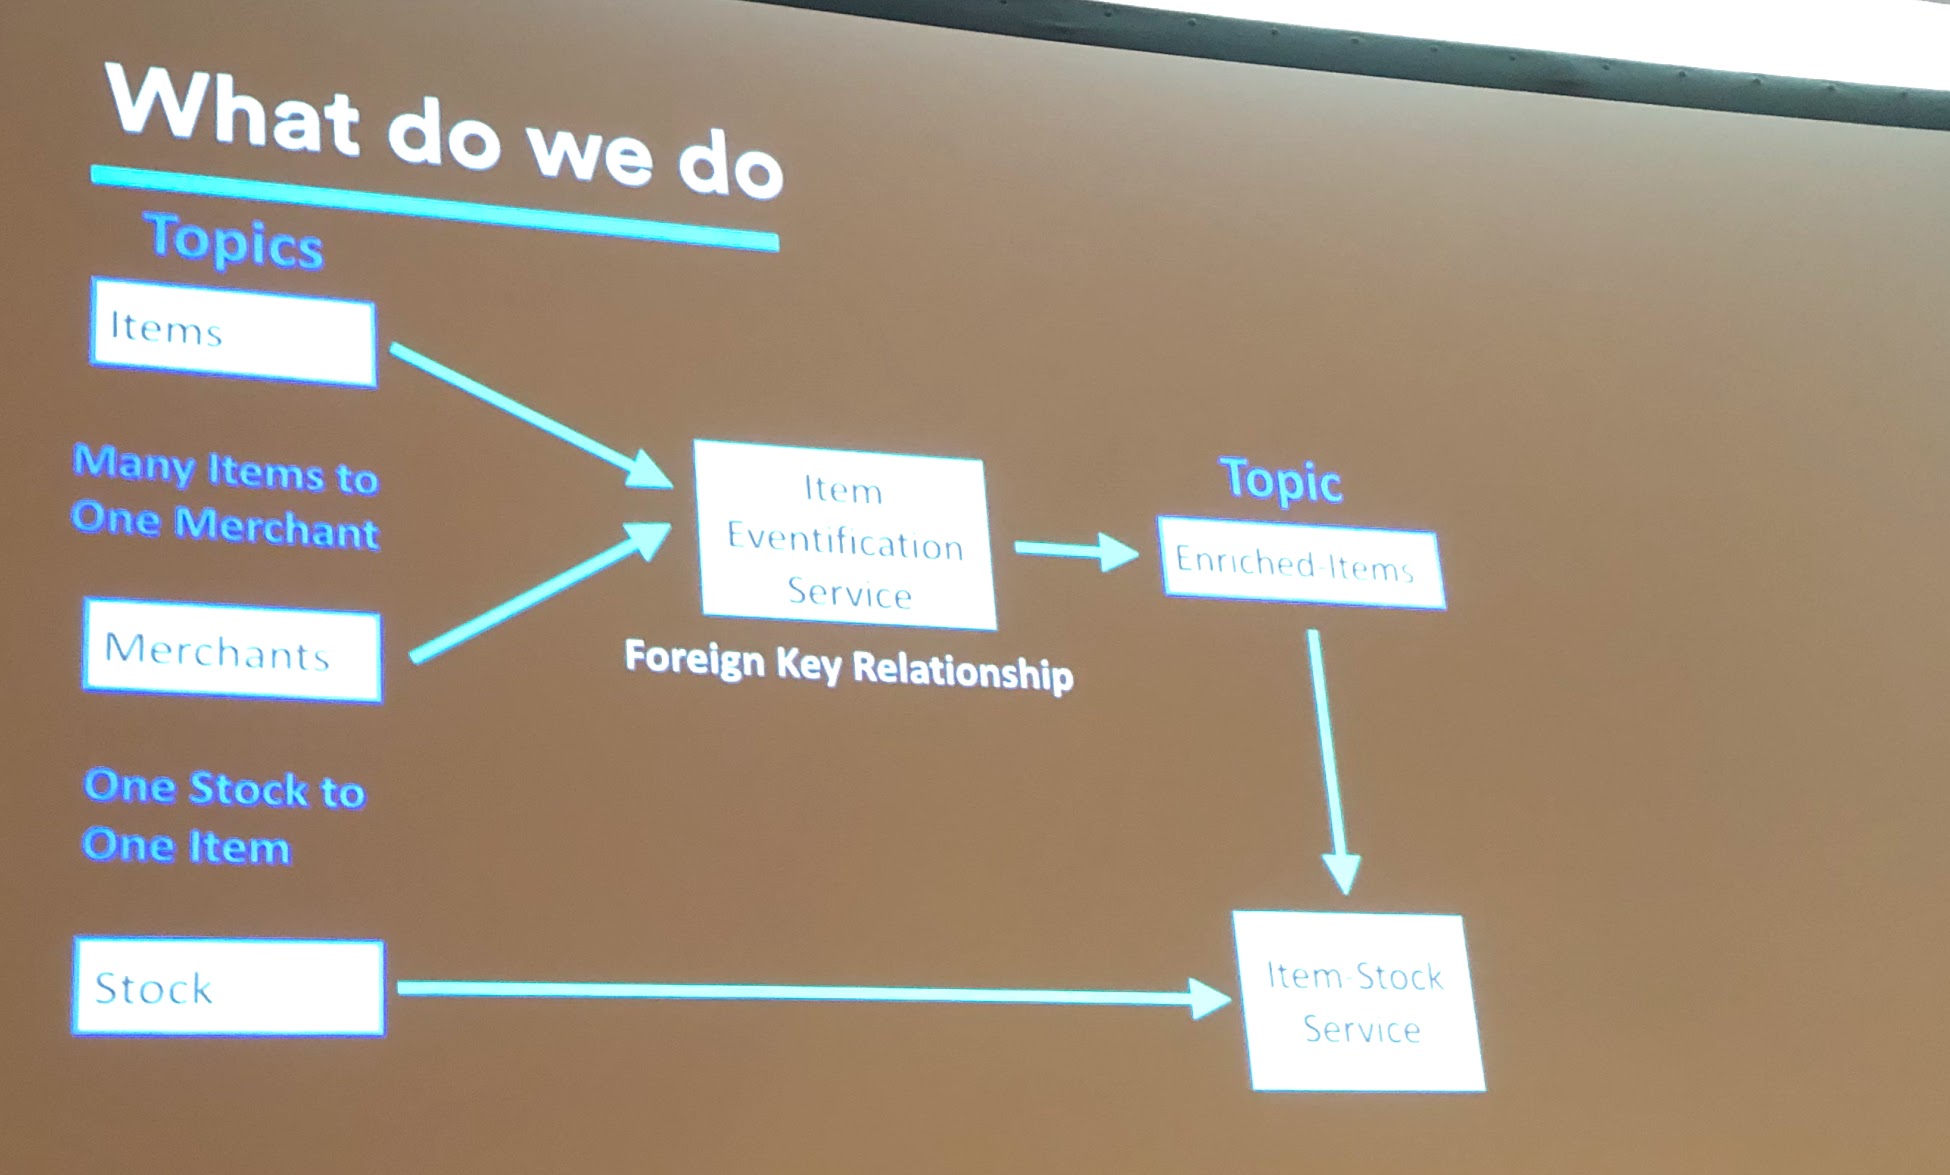 What do we do
Topics
Items
Many Items to
One Merchant
Merchants
One Stock to
One Item
Stock
Item
Eventification
Service
Foreign Key Relationship
Topic
Enriched-Items
Item-Stock
Service